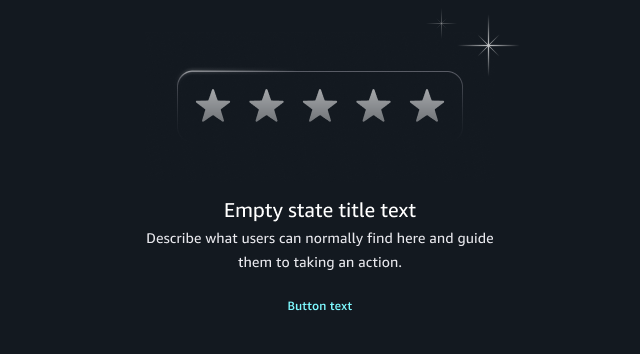 Empty state title text
Describe what users can normally find here and guide
them to taking an action.
Button text